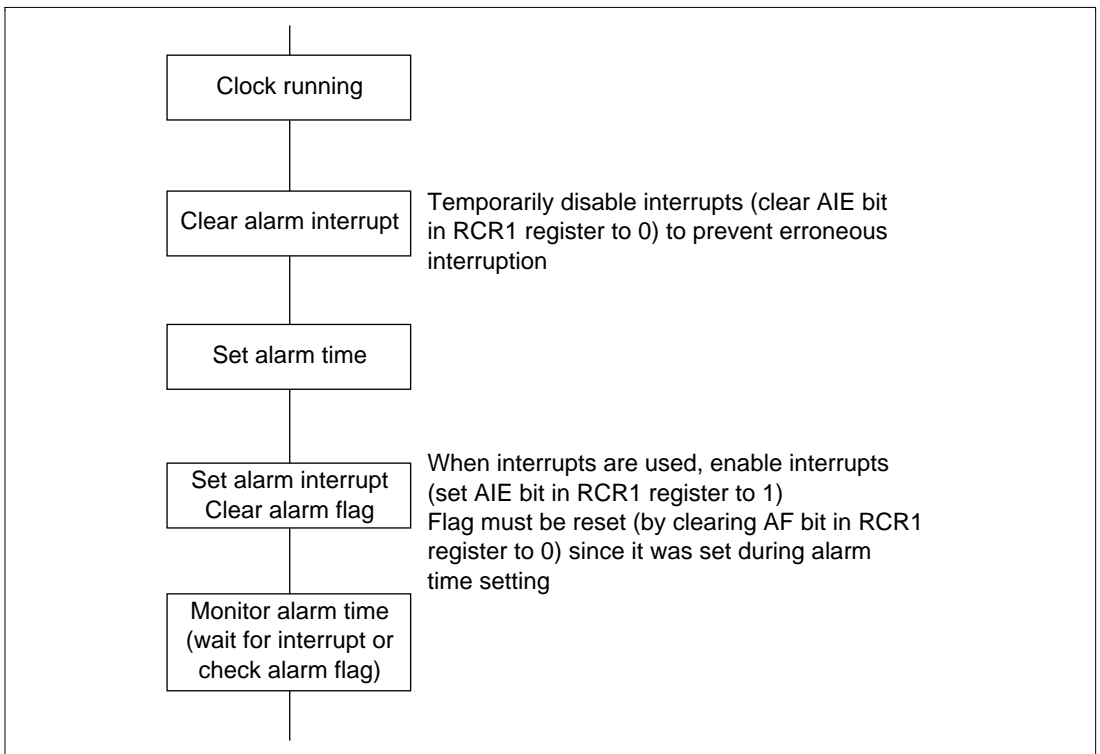 Clock running
Clear alarm interrupt
Temporarily disable interrupts (clear AIE bit
in RCR1 register to 0) to prevent erroneous
interruption
Set alarm time
Set alarm interrupt
Clear alarm flag
When interrupts are used, enable interrupts
(set AIE bit in RCR1 register to 1)
Flag must be reset (by clearing AF bit in RCR1
register to 0) since it was set during alarm
time setting
Monitor alarm time
(wait for interrupt or
check alarm flag)